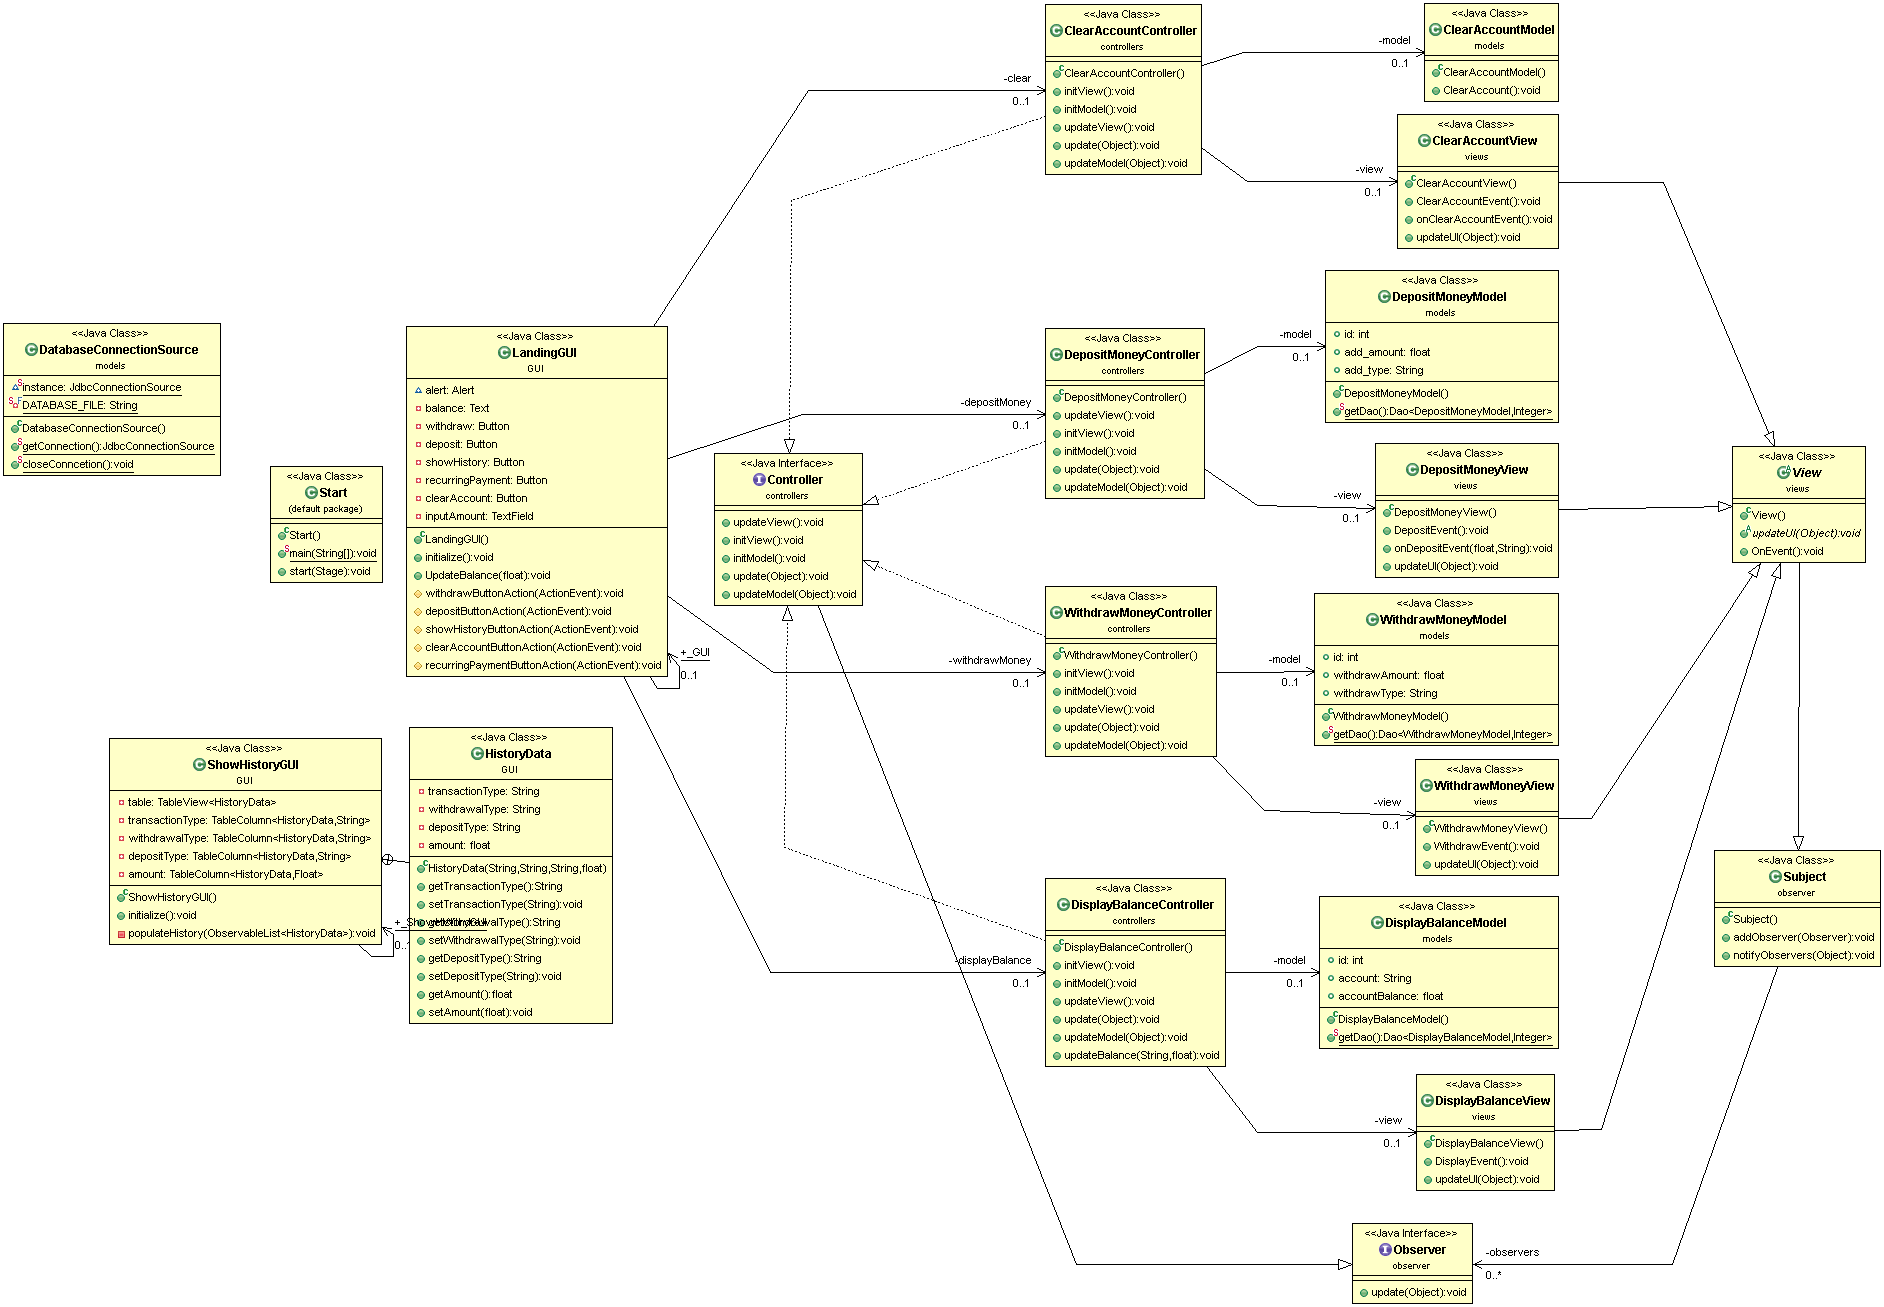 <<Java Class>>
DatabaseConnectionSource
models
instance: JdbcConnectionSource
DATABASE_FILE: String
DatabaseConnectionSource()
getConnection():JdbcConnectionSource
closeConncetion():void
<<Java Class>>
Start
(default package)
Start()
main(String[]):void
start(Stage):void
<<Java Class>>
LandingGUI
GUI
alert: Alert
balance: Text
withdraw: Button
deposit: Button
showHistory: Button
recurringPayment: Button
clearAccount: Button
inputAmount: TextField
LandingGUI()
initialize():void
UpdateBalance(float):void
withdrawButtonAction(ActionEvent):void
depositButtonAction(ActionEvent):void
showHistoryButtonAction(ActionEvent):void
clearAccountButtonAction(ActionEvent):void
recurringPaymentButtonAction(ActionEvent):void
+_GUI
0..1
<<Java Class>>
ShowHistoryGUI
GUI
table: TableView<HistoryData>
transactionType: TableColumn<HistoryData,String>
withdrawalType: TableColumn<HistoryData,String>
depositType: TableColumn<HistoryData,String>
amount: TableColumn<HistoryData,Float>
ShowHistoryGUI()
initialize():void
populateHistory(ObservableList<HistoryData>):void
0..
<<Java Class>>
HistoryData
GUI
transactionType: String
withdrawalType: String
depositType: String
amount: float
HistoryData(String,String,String,float)
getTransactionType():String
setTransactionType(String):void
getWithdrawalType():String
setWithdrawalType(String):void
getDepositType():String
setDepositType(String):void
getAmount():float
setAmount(float):void
<<Java Interface>>
Controller
controllers
updateView():void
initView():void
initModel():void
update(Object):void
updateModel(Object):void
-clear
0..1
<<Java Class>>
ClearAccountController
controllers
ClearAccountController()
initView():void
initModel():void
updateView():void
update(Object):void
updateModel(Object):void
-model
0..1
<<Java Class>>
ClearAccountModel
models
ClearAccountModel()
ClearAccount():void
-view
0..1
<<Java Class>>
ClearAccountView
views
ClearAccountView()
ClearAccountEvent():void
onClearAccountEvent():void
updateUI(Object):void
-depositMoney
0..1
<<Java Class>>
DepositMoneyController
controllers
DepositMoneyController()
updateView():void
initView():void
initModel():void
update(Object):void
updateModel(Object):void
-model
0..1
<<Java Class>>
DepositMoneyModel
models
id: int
add_amount: float
add_type: String
DepositMoneyModel()
getDao():Dao<DepositMoneyModel,Integer>
-view
0..1
<<Java Class>>
DepositMoneyView
views
DepositMoneyView()
DepositEvent():void
onDepositEvent(float,String):void
updateUI(Object):void
-withdrawMoney
0..1
<<Java Class>>
WithdrawMoneyController
controllers
WithdrawMoneyController()
initView():void
initModel():void
updateView():void
update(Object):void
updateModel(Object):void
-model
0..1
<<Java Class>>
WithdrawMoneyModel
models
id: int
withdrawAmount: float
withdrawType: String
WithdrawMoneyModel()
getDao():Dao<WithdrawMoneyModel,Integer>
-view
0..1
<<Java Class>>
WithdrawMoneyView
views
WithdrawMoneyView()
WithdrawEvent():void
updateUI(Object):void
-displayBalance
0..1
<<Java Class>>
DisplayBalanceController
controllers
DisplayBalanceController()
initView():void
initModel():void
updateView():void
update(Object):void
updateModel(Object):void
updateBalance(String,float):void
-model
0..1
<<Java Class>>
DisplayBalanceModel
models
id: int
account: String
accountBalance: float
DisplayBalanceModel()
getDao():Dao<DisplayBalanceModel,Integer>
-view
0..1
<<Java Class>>
DisplayBalanceView
views
DisplayBalanceView()
DisplayEvent():void
updateUI(Object):void
<<Java Class>>
View
views
View()
updateUI(Object):void
OnEvent():void
<<Java Class>>
Subject
observer
Subject()
addObserver(Observer):void
notifyObservers(Object):void
-observers
0..*
<<Java Interface>>
Observer
observer
update(Object):void